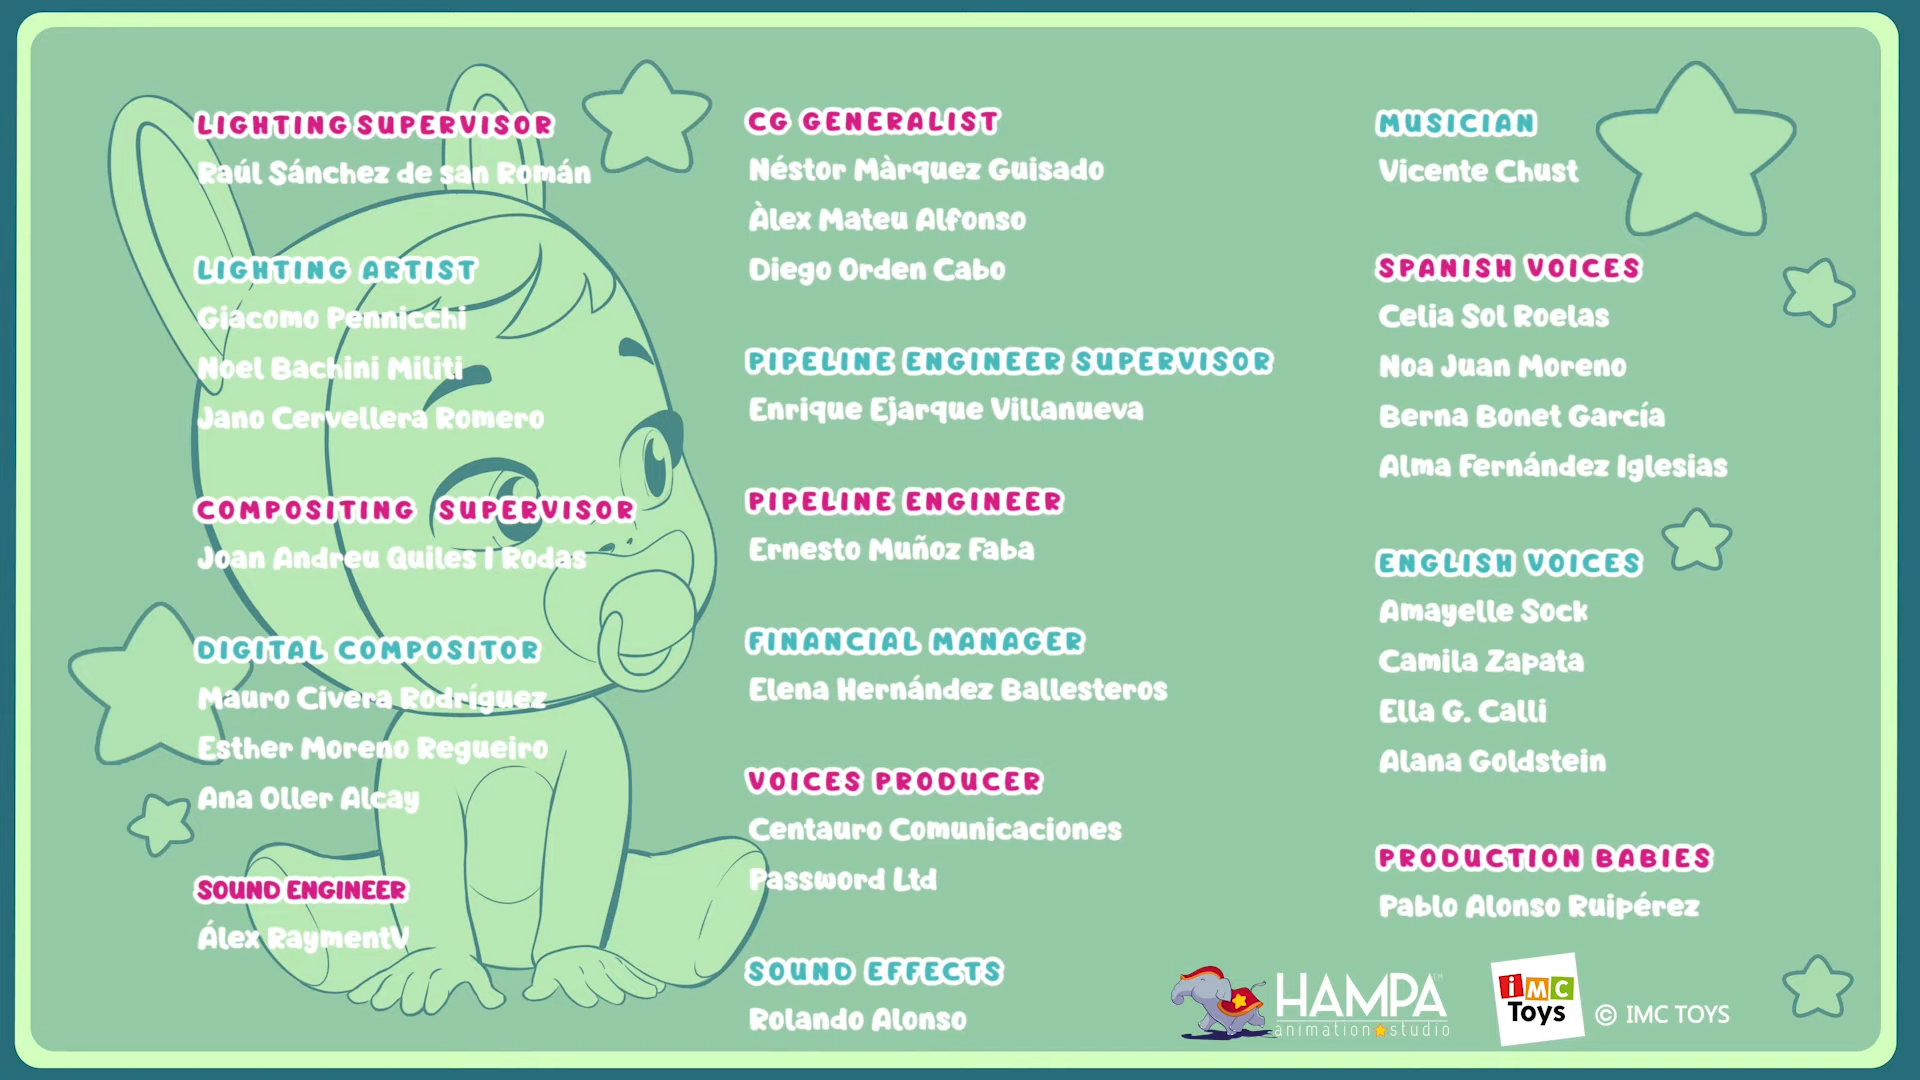 LIGHTING SUPERVISOR
Raúl Sánchez de san Román
LIGHTING ARTIST
Giacomo Pennicchi
Noel Bachini Militi
Jano Cervellera Romero
COMPOSITING SUPERVISOR
Joan Andreu Quiles I Rodas
DIGITAL COMPOSITOR
Mauro Civera Rodríguez
Esther Moreno Regueiro
Ana Oller Alcay
SOUND ENGINEER
Álex RaymentV
CG GENERALIST
Néstor Màrquez Guisado
Àlex Mateu Alfonso
Diego Orden Cabo
PIPELINE ENGINEER SUPERVISOR
Enrique Ejarque Villanueva
PIPELINE ENGINEER
Ernesto Muñoz Faba
FINANCIAL MANAGER
Elena Hernández Ballesteros
VOICES PRODUCER
Centauro Comunicaciones
Password Ltd
SOUND EFFECTS
Rolando Alonso
MUSICIAN
Vicente Chust
SPANISH VOICES
Celia Sol Roelas
Noa Juan Moreno
Berna Bonet García
Alma Fernández Iglesias
ENGLISH VOICES
Amayelle Sock
Camila Zapata
Ella G. Calli
Alana Goldstein
PRODUCTION BABIES
Pablo Alonso Ruipérez
HAMPA™
animation studio
iMC
Toys
© IMC TOYS